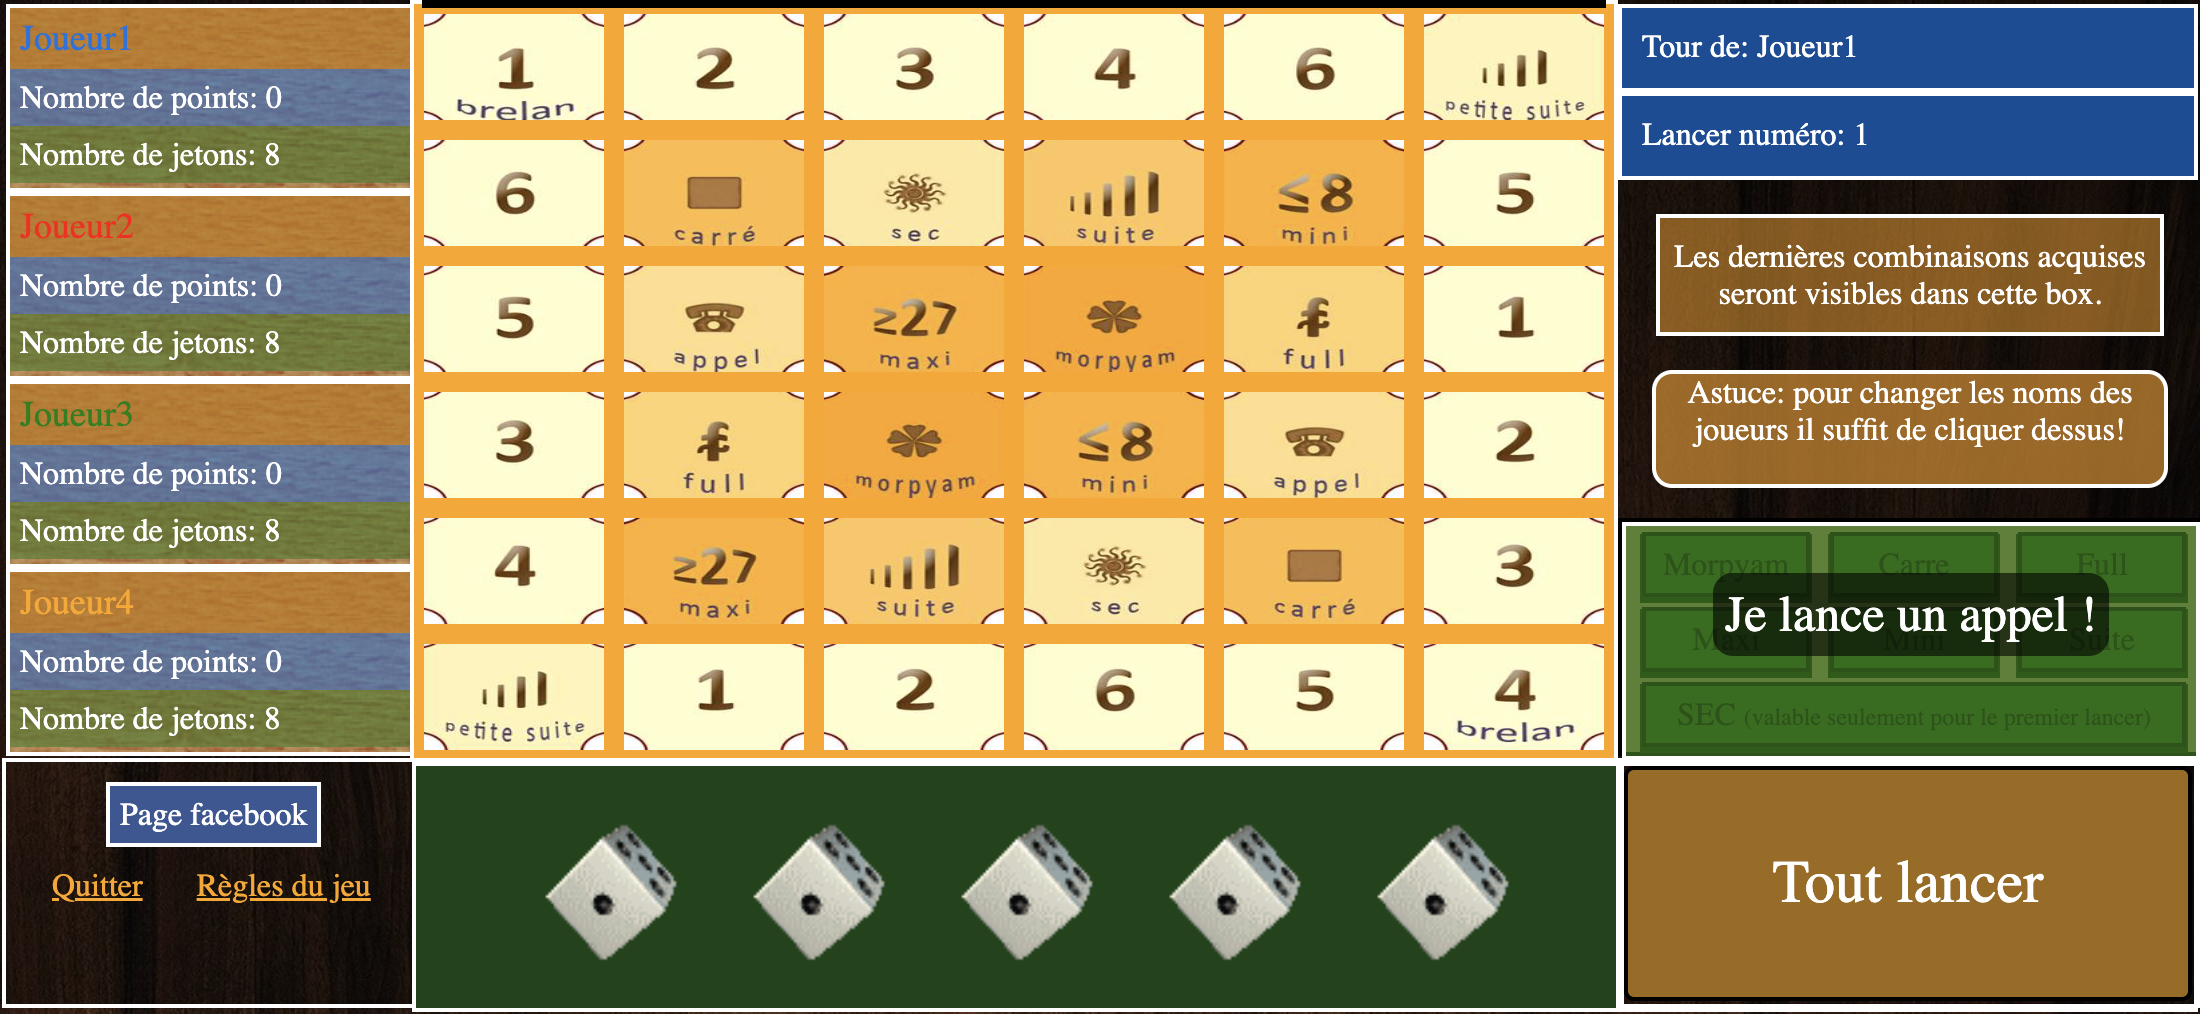 Joueur1
Nombre de points: 0
Nombre de jetons: 8
Joueur2
Nombre de points: 0
Nombre de jetons: 8
Joueur3
Nombre de points: 0
Nombre de jetons: 8
Joueur4
Nombre de points: 0
Nombre de jetons: 8
Page facebook
Quitter Règles du jeu
1 2 3 4 6
brelan petite suite
6 ≤8 5
carré sec suite mini
5 ≥27 1
appel maxi morpyam full
3 ≤8 2
full morpyam mini appel
4 ≥27 3
maxi suite sec carré
1 2 6 5 4
petite suite brelan
Tour de: Joueur1
Lancer numéro: 1
Les dernières combinaisons acquises
seront visibles dans cette box.
Astuce: pour changer les noms des
joueurs il suffit de cliquer dessus!
Morpyam Carre Full
Je lance un appel !
Maxi Mini Suite
SEC (valable seulement pour le premier lancer)
Tout lancer